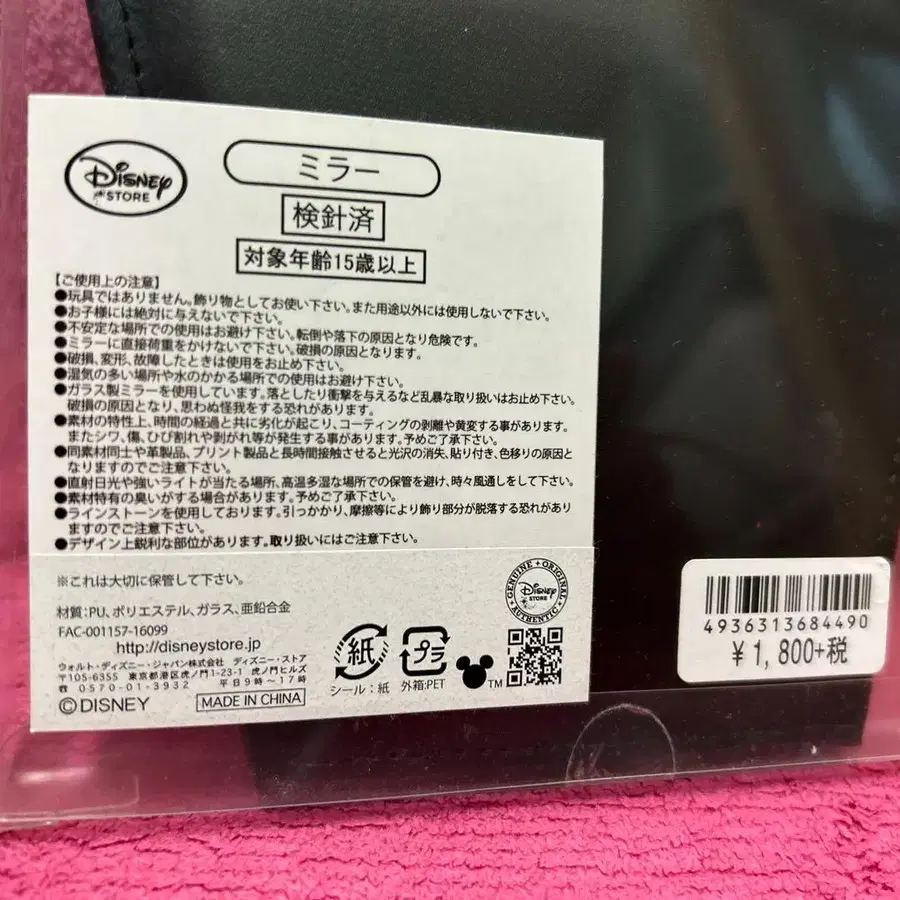 Disney
STORE
ミラー
検針済
対象年齢15歳以上
【ご使用上の注意】
●玩具ではありません。飾り物としてお使い下さい。また用途以外には使用しないで下さい。
●お子様には絶対に与えないで下さい。
●不安定な場所での使用はお避け下さい。転倒や落下の原因となり危険です。
●ミラーに直接荷重をかけないで下さい。破損の原因となります。
●破損、変形、故障したときは使用をお止め下さい。
●湿気の多い場所や水のかかる場所での使用はお避け下さい。
●ガラス製ミラーを使用しています。落としたり衝撃を与えるなど乱暴な取り扱いはお止め下さい。
破損の原因となり、思わぬ怪我をする恐れがあります。
●素材の特性上、時間の経過と共に劣化が起こり、コーティングの剥離や黄変する事があります。
またシワ、傷、ひび割れや剥がれ等が発生する事があります。予めご了承下さい。
●同素材同士や革製品、プリント製品と長時間接触させると光沢の消失、貼り付き、色移りの原因と
なりますのでご注意下さい。
●直射日光や強いライトが当たる場所、高温多湿な場所での保管を避け、時々風通しをして下さい。
●素材特有の臭いがする場合があります。予めご了承下さい。
●ラインストーンを使用しております。引っかかり、摩擦等により飾り部分が脱落する恐れがあり
ますのでご注意下さい。
●デザイン上鋭利な部位があります。取り扱いにはご注意下さい。
※これは大切に保管して下さい。
材質:PU、ポリエステル、ガラス、亜鉛合金
FAC-001157-16099
http://disneystore.jp
ウォルト・ディズニー・ジャパン株式会社 ディズニー・ストア
〒105-6355 東京都港区虎ノ門1-23-1 虎ノ門ヒルズ
☎0570-01-3932 平日9時〜17時
©DISNEY
MADE IN CHINA
紙
シール:紙
プラ
外箱:PET
TM
GENUINE • ORIGINAL
Disney
STORE
AUTHENTIC
4936313684490
¥1,800+税